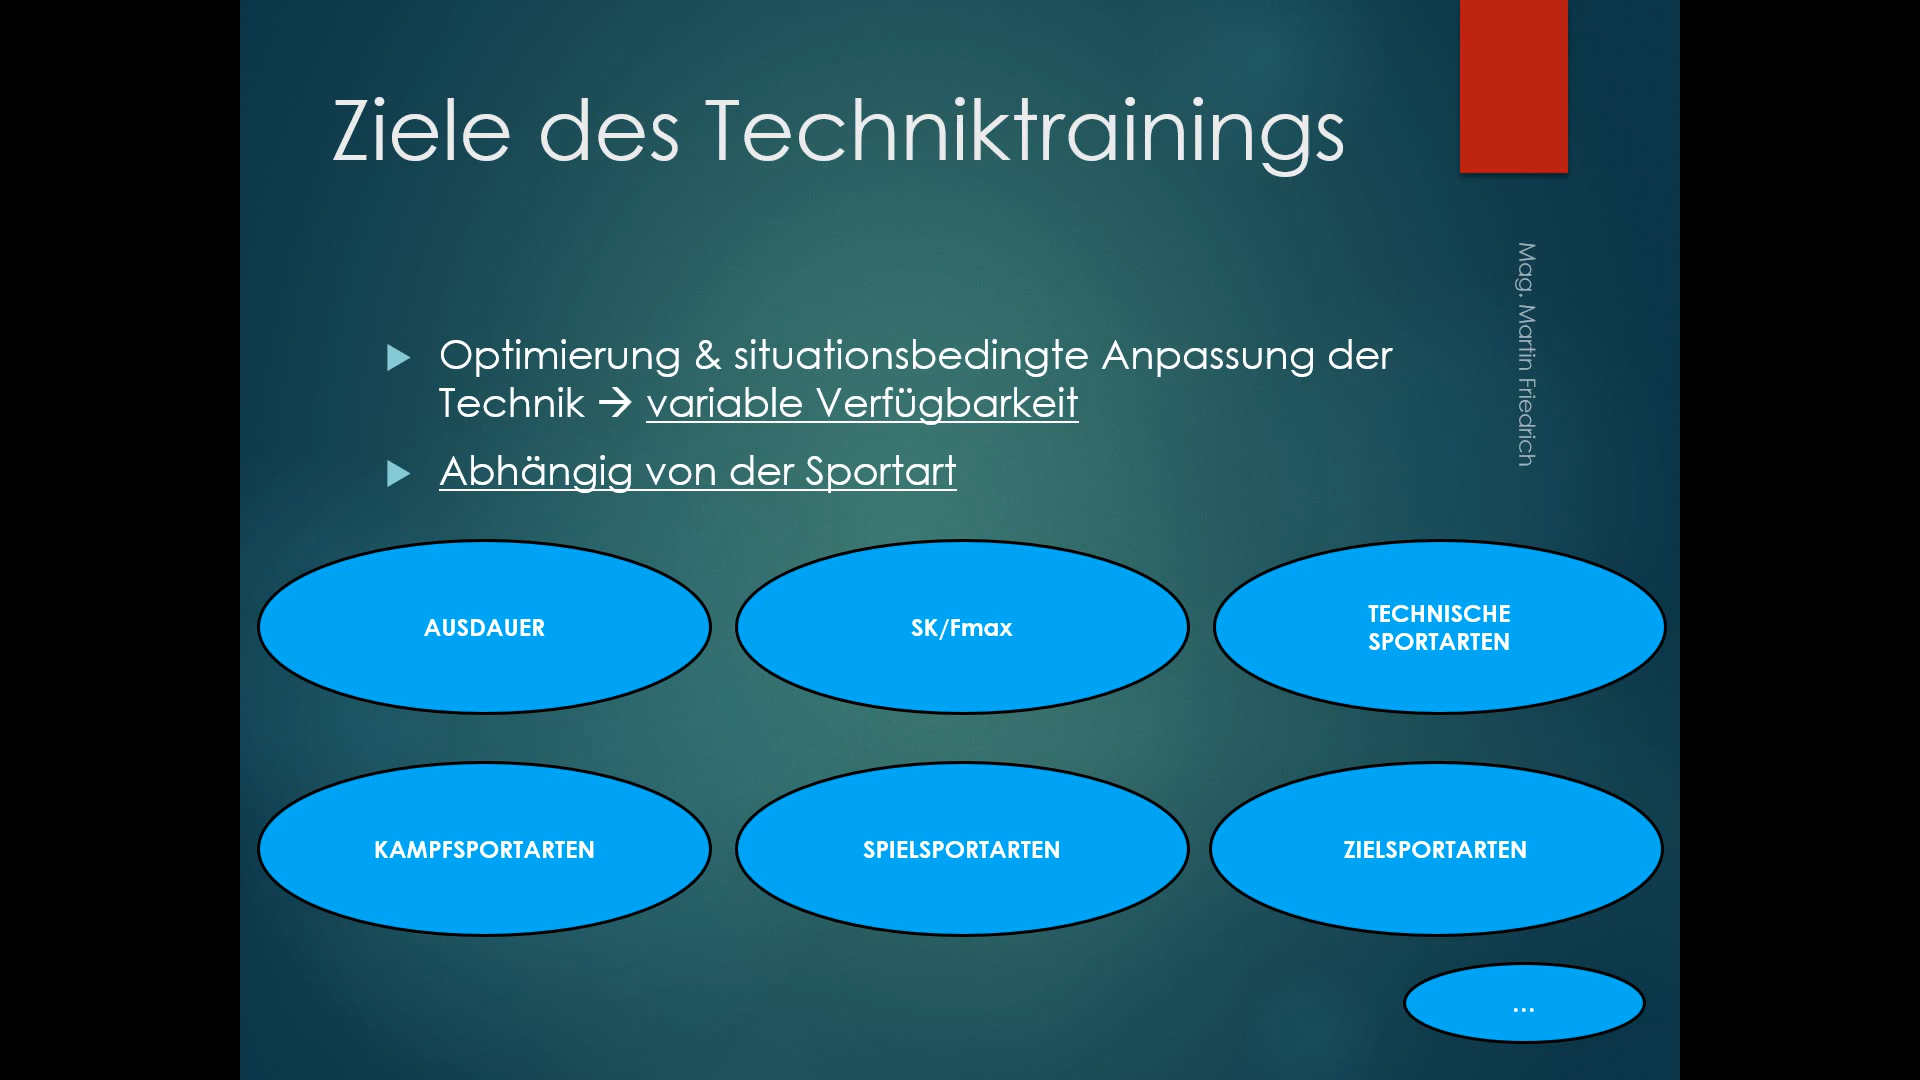 Ziele des Techniktrainings
Mag. Martin Friedrich
Optimierung & situationsbedingte Anpassung der
Technik → variable Verfügbarkeit
Abhängig von der Sportart
AUSDAUER
SK/Fmax
TECHNISCHE
SPORTARTEN
KAMPFSPORTARTEN
SPIELSPORTARTEN
ZIELSPORTARTEN
...